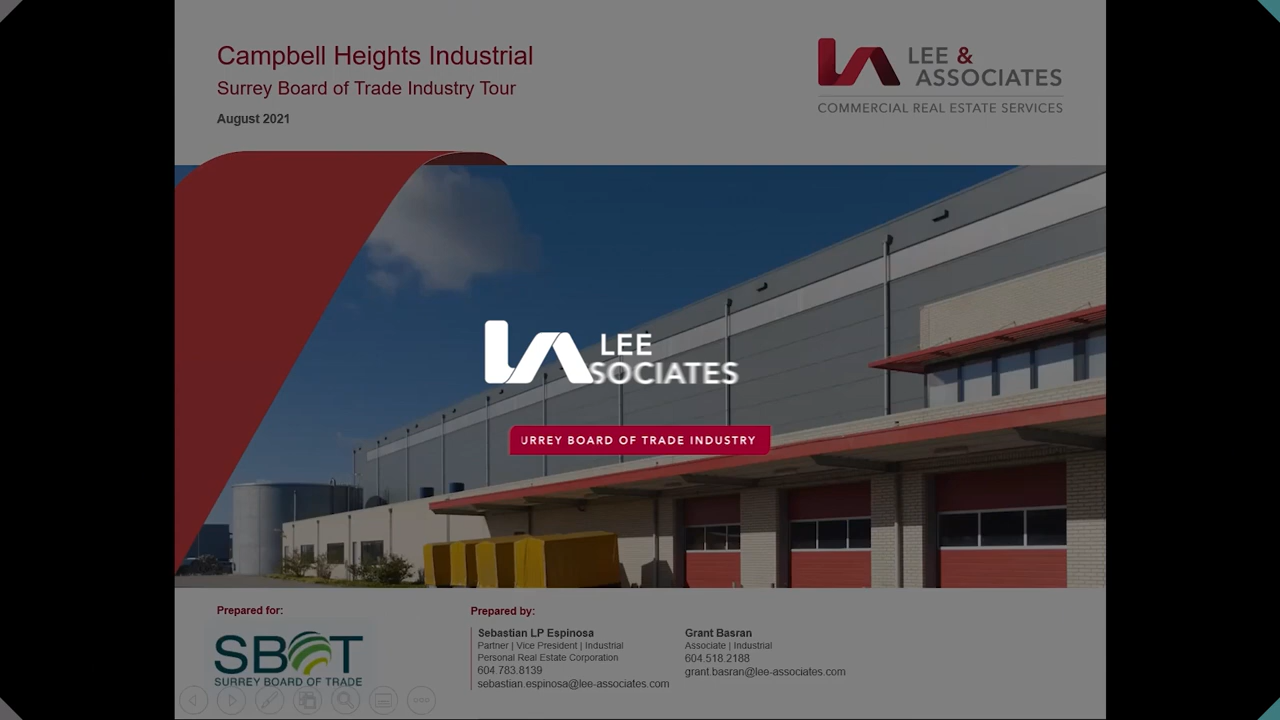 Campbell Heights Industrial
Surrey Board of Trade Industry Tour
August 2021
LEE &
ASSOCIATES
COMMERCIAL REAL ESTATE SERVICES
LEE
SOCIATES
URREY BOARD OF TRADE INDUSTRY
Prepared for:
SBOT
SURREY BOARD OF TRADE
Prepared by:
Sebastian LP Espinosa
Partner | Vice President | Industrial
Personal Real Estate Corporation
604.783.8139
sebastian.espinosa@lee-associates.com
Grant Basran
Associate | Industrial
604.518.2188
grant.basran@lee-associates.com